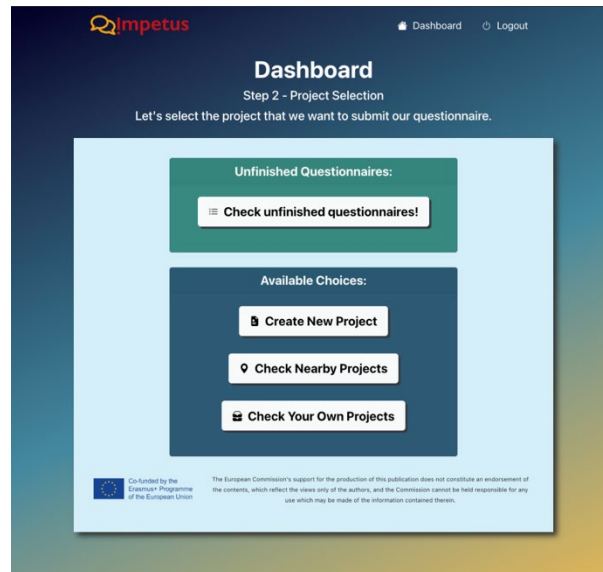 Impetus
Dashboard
Logout
Dashboard
Step 2 - Project Selection
Let's select the project that we want to submit our questionnaire.
Unfinished Questionnaires:
Check unfinished questionnaires!
Available Choices:
Create New Project
Check Nearby Projects
Check Your Own Projects
Co-funded by the
Erasmus+ Programme
of the European Union
The European Commission's support for the production of this publication does not constitute an endorsement of
the contents, which reflect the views only of the authors, and the Commission cannot be held responsible for any
use which may be made of the information contained therein.